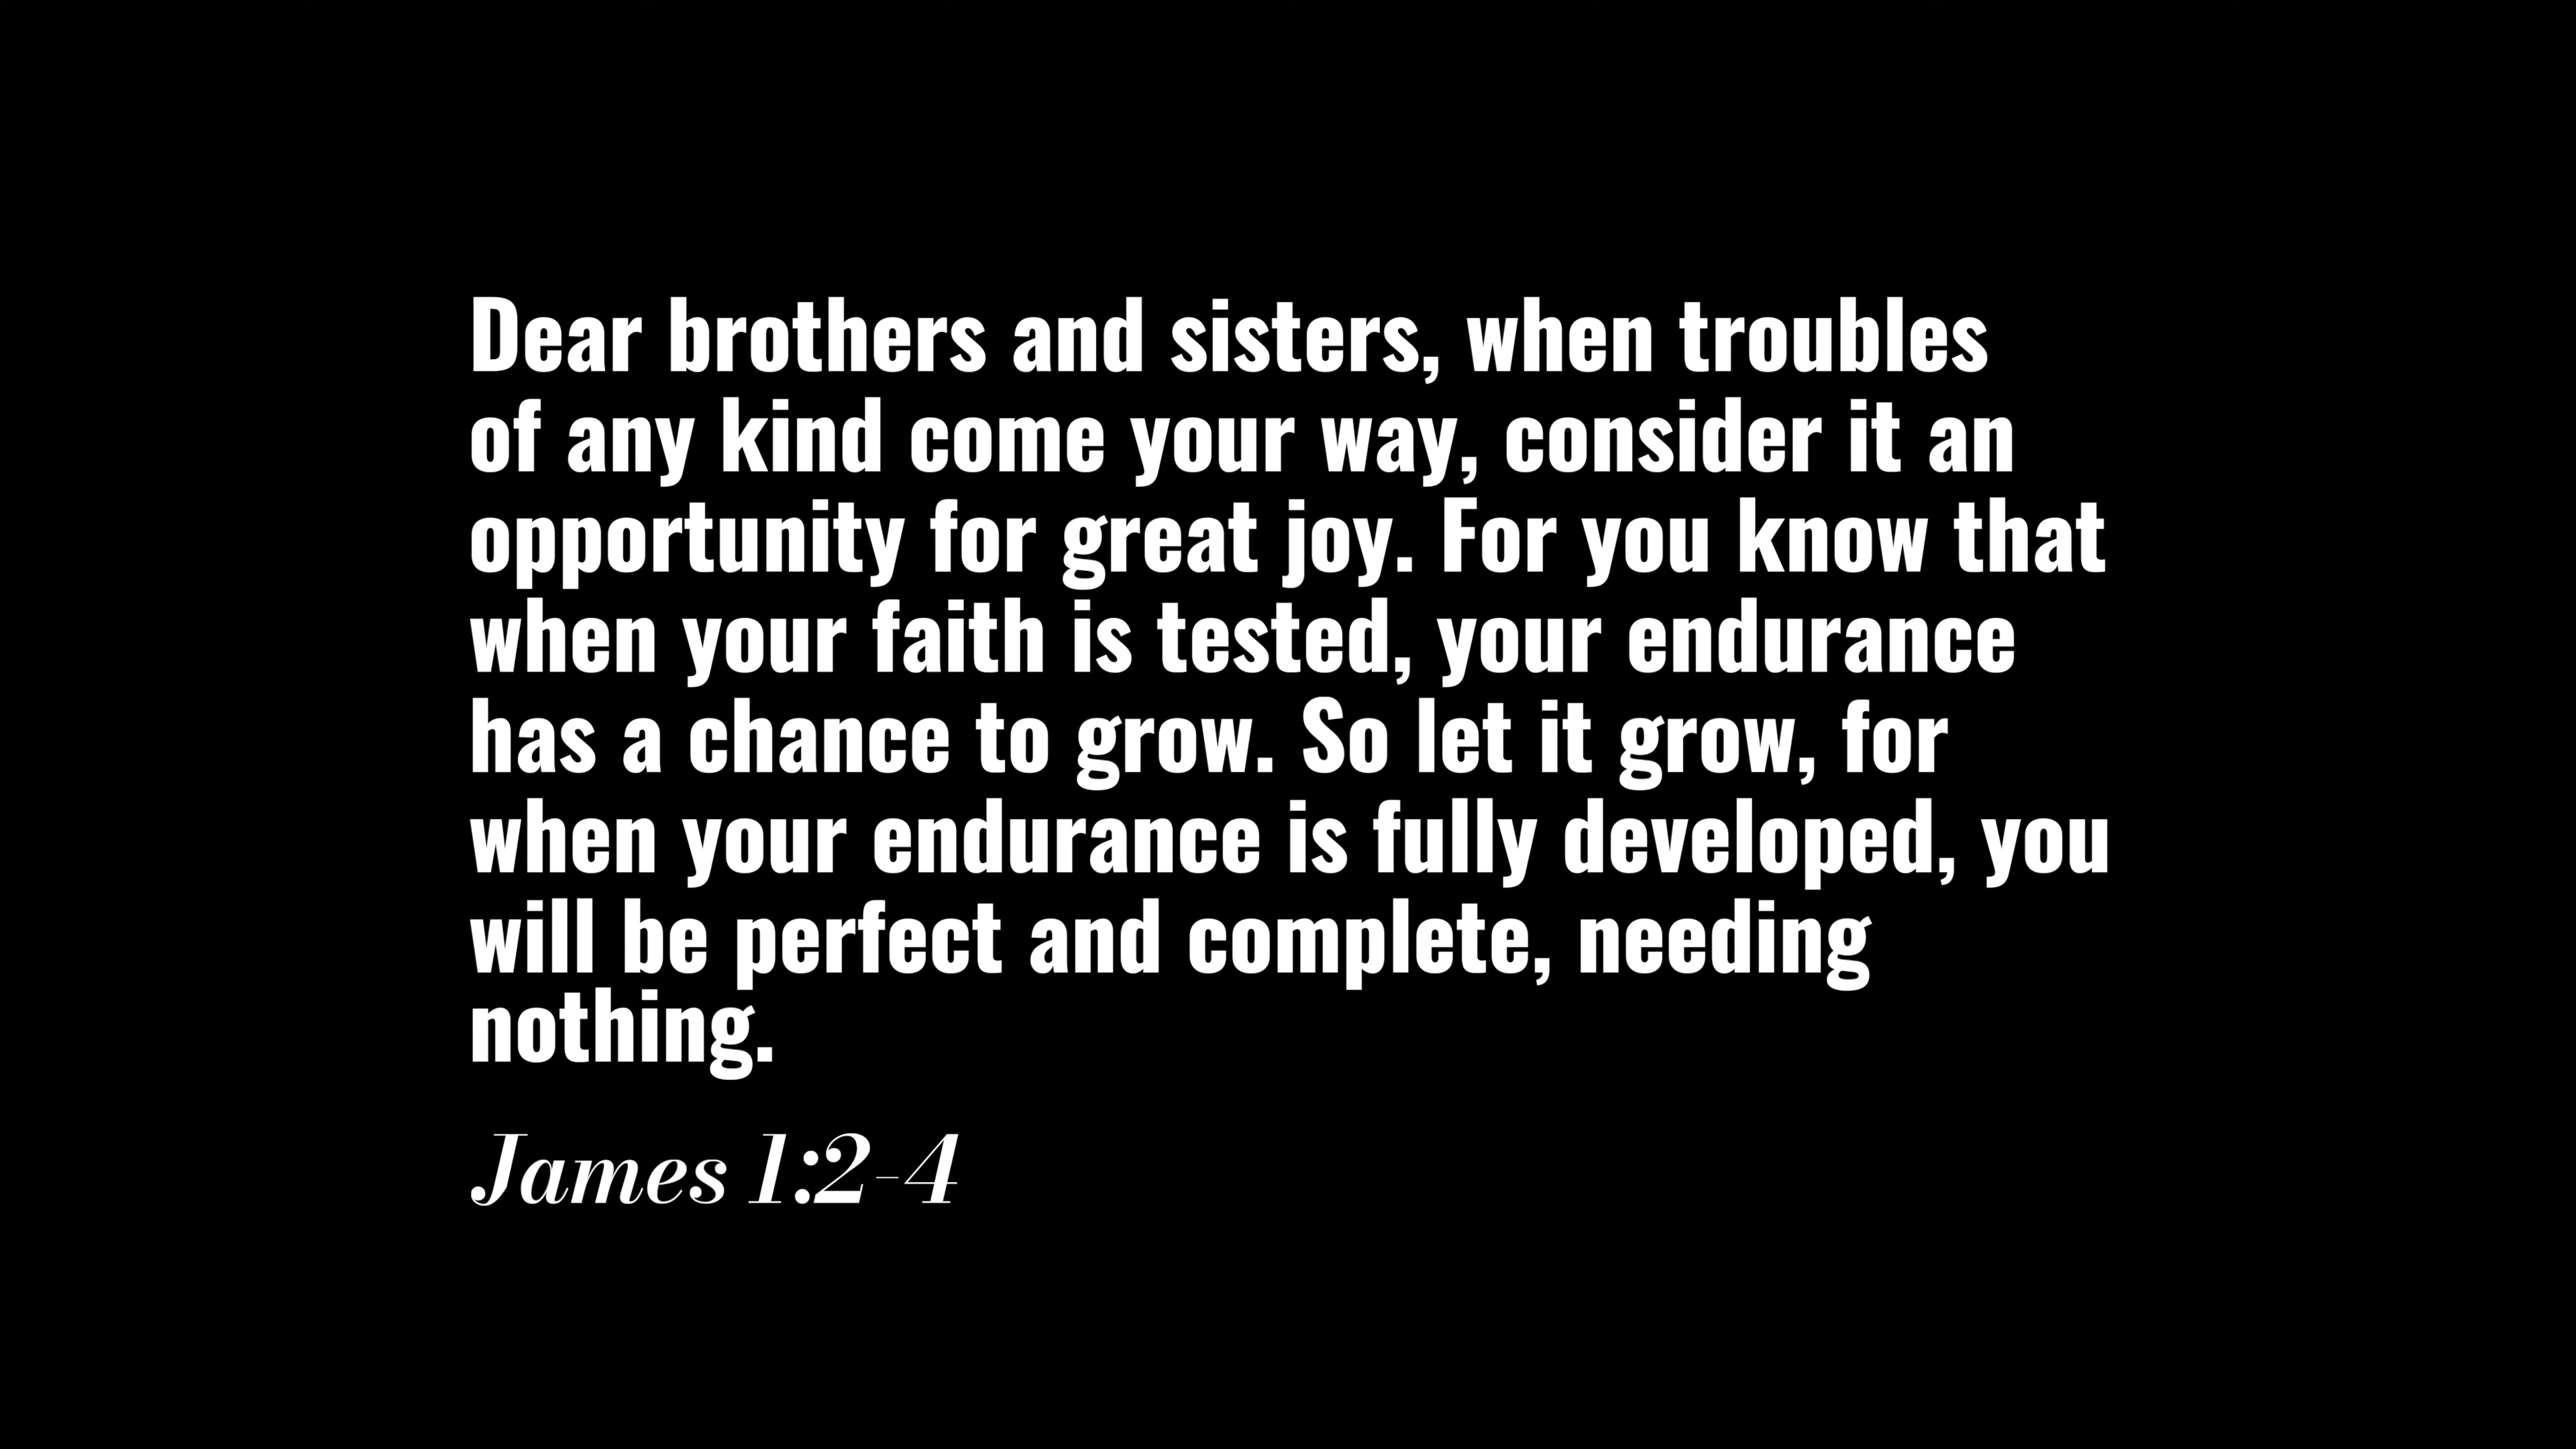 Dear brothers and sisters, when troubles
of any kind come your way, consider it an
opportunity for great joy. For you know that
when your faith is tested, your endurance
has a chance to grow. So let it grow, for
when your endurance is fully developed, you
will be perfect and complete, needing
nothing.
James 1:2-4